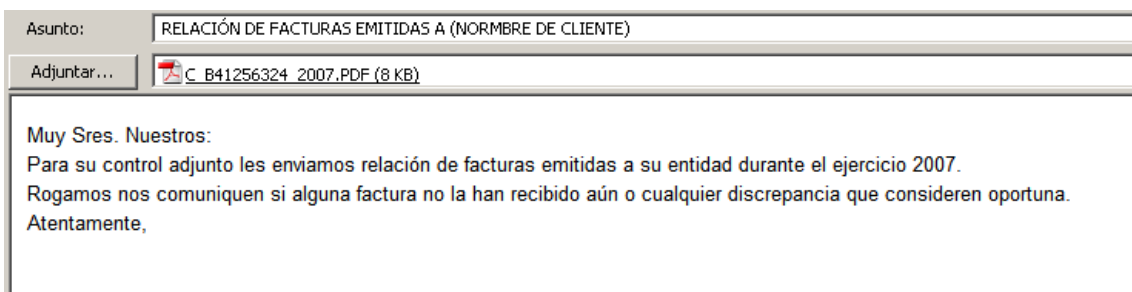 Asunto: RELACIÓN DE FACTURAS EMITIDAS A (NORMBRE DE CLIENTE)
Adjuntar... C_B41256324_2007.PDF (8 KB)
Muy Sres. Nuestros:
Para su control adjunto les enviamos relación de facturas emitidas a su entidad durante el ejercicio 2007.
Rogamos nos comuniquen si alguna factura no la han recibido aún o cualquier discrepancia que consideren oportuna.
Atentamente,